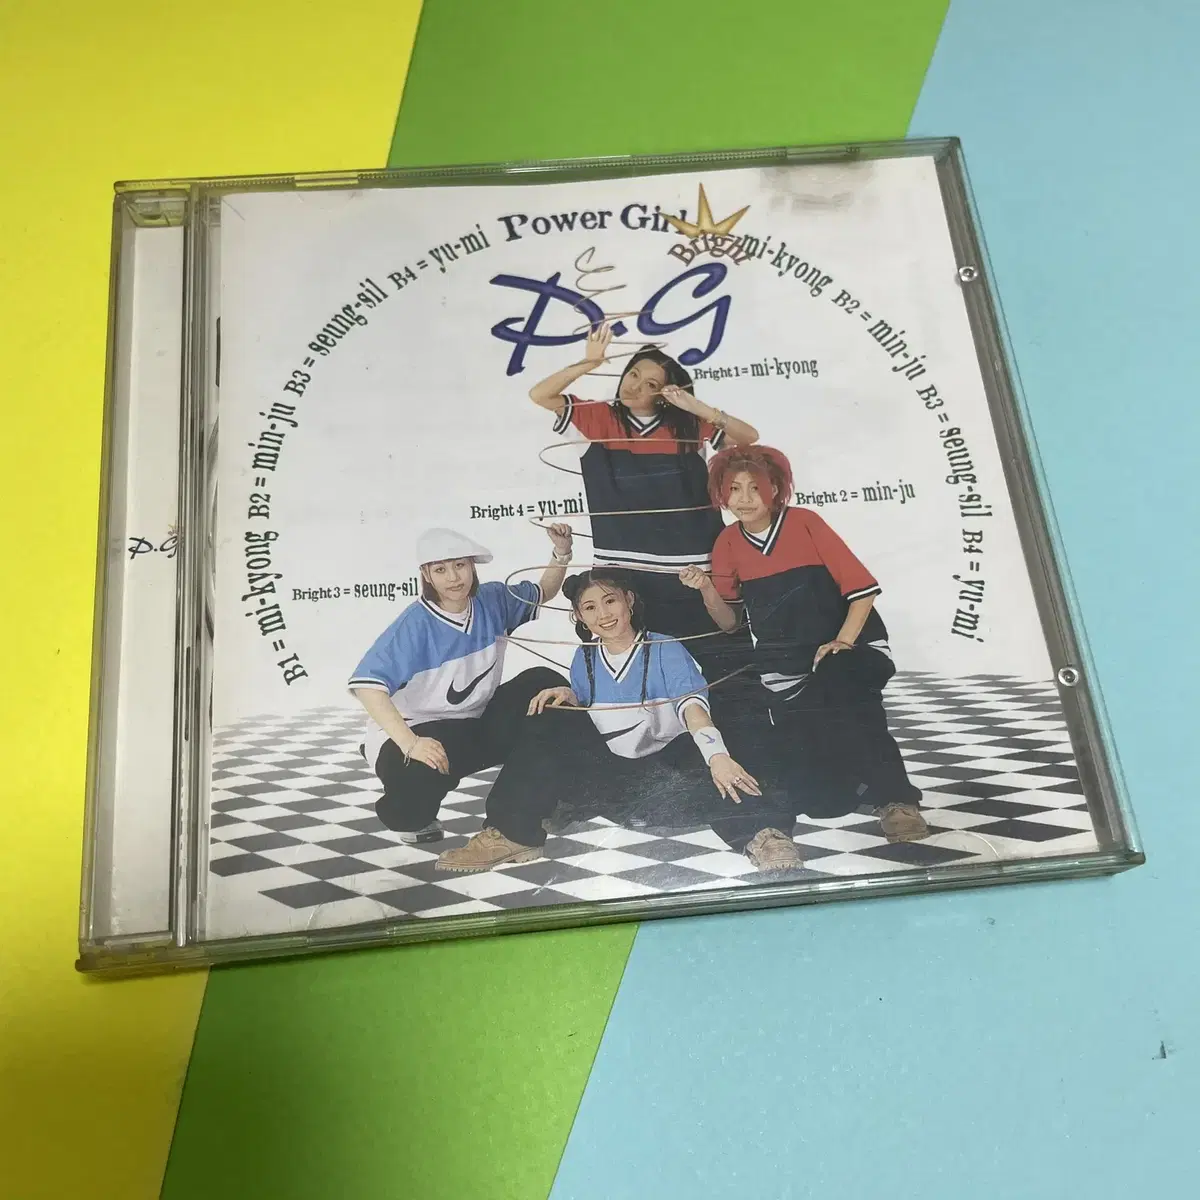 B1 = mi-kyong B2 = min-ju B3 = seung-sil B4 = yu-mi
Power Girl
Bright
mi-kyong B2 = min-ju B3 = seung-sil B4 = yu-mi
P.G
Bright 1 = mi-kyong
Bright 4 = yu-mi
Bright 2 = min-ju
Bright 3 = seung-sil
P.G